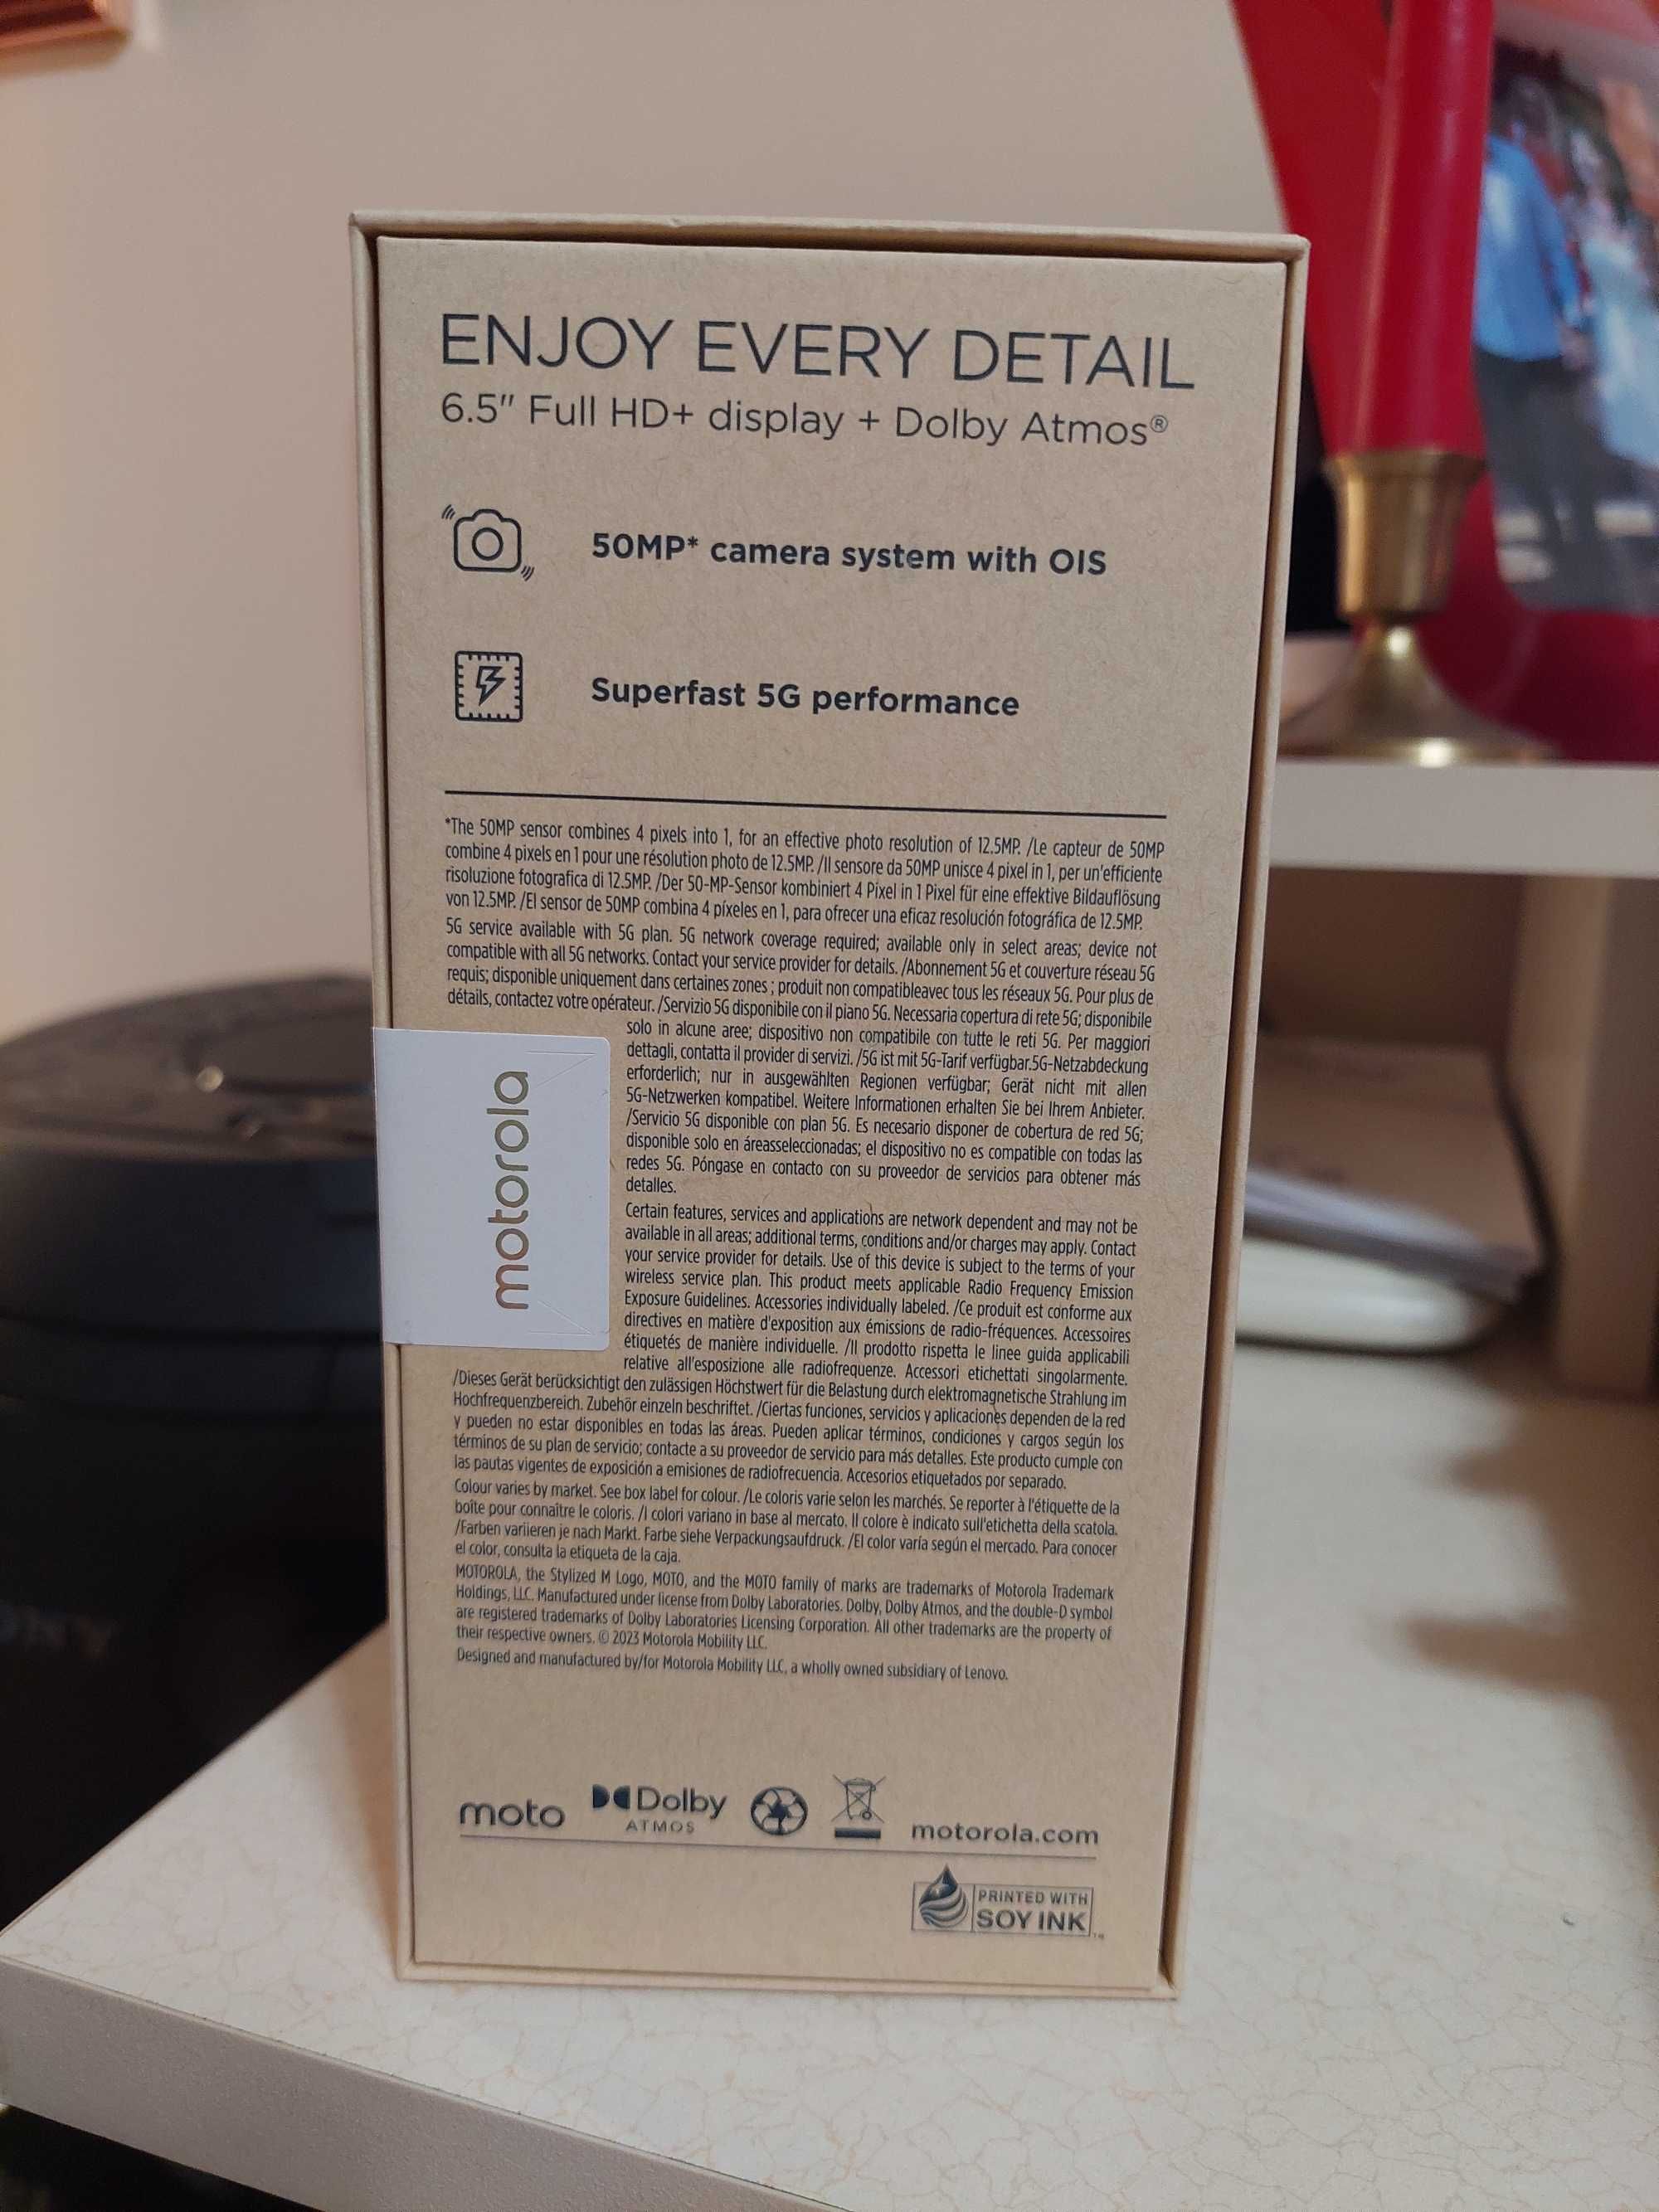 ENJOY EVERY DETAIL
6.5" Full HD+ display + Dolby Atmos®
50MP* camera system with OIS
Superfast 5G performance
*The 50MP sensor combines 4 pixels into 1, for an effective photo resolution of 12.5MP. /Le capteur de 50MP
combine 4 pixels en 1 pour une résolution photo de 12.5MP. /Il sensore da 50MP unisce 4 pixel in 1, per un'efficiente
risoluzione fotografica di 12.5MP. /Der 50-MP-Sensor kombiniert 4 Pixel in 1 Pixel für eine effektive Bildauflösung
von 12.5MP. /El sensor de 50MP combina 4 píxeles en 1, para ofrecer una eficaz resolución fotográfica de 12.5MP.
5G service available with 5G plan. 5G network coverage required; available only in select areas; device not
compatible with all 5G networks. Contact your service provider for details. /Abonnement 5G et couverture réseau 5G
requis; disponible uniquement dans certaines zones ; produit non compatibleavec tous les réseaux 5G. Pour plus de
détails, contactez votre opérateur. /Servizio 5G disponibile con il piano 5G. Necessaria copertura di rete 5G; disponibile
solo in alcune aree; dispositivo non compatibile con tutte le reti 5G. Per maggiori
dettagli, contatta il provider di servizi. /5G ist mit 5G-Tarif verfügbar.5G-Netzabdeckung
erforderlich; nur in ausgewählten Regionen verfügbar; Gerät nicht mit allen
5G-Netzwerken kompatibel. Weitere Informationen erhalten Sie bei Ihrem Anbieter.
/Servicio 5G disponible con plan 5G. Es necesario disponer de cobertura de red 5G;
disponible solo en áreasseleccionadas; el dispositivo no es compatible con todas las
redes 5G. Póngase en contacto con su proveedor de servicios para obtener más
detalles.
motorola
Certain features, services and applications are network dependent and may not be
available in all areas; additional terms, conditions and/or charges may apply. Contact
your service provider for details. Use of this device is subject to the terms of your
wireless service plan. This product meets applicable Radio Frequency Emission
Exposure Guidelines. Accessories individually labeled. /Ce produit est conforme aux
directives en matière d'exposition aux émissions de radio-fréquences. Accessoires
étiquetés de manière individuelle. /Il prodotto rispetta le linee guida applicabili
relative all'esposizione alle radiofrequenze. Accessori etichettati singolarmente.
/Dieses Gerät berücksichtigt den zulässigen Höchstwert für die Belastung durch elektromagnetische Strahlung im
Hochfrequenzbereich. Zubehör einzeln beschriftet. /Ciertas funciones, servicios y aplicaciones dependen de la red
y pueden no estar disponibles en todas las áreas. Pueden aplicar términos, condiciones y cargos según los
términos de su plan de servicio; contacte a su proveedor de servicio para más detalles. Este producto cumple con
las pautas vigentes de exposición a emisiones de radiofrecuencia. Accesorios etiquetados por separado.
Colour varies by market. See box label for colour. /Le coloris varie selon les marchés. Se reporter à l'étiquette de la
boîte pour connaître le coloris. /I colori variano in base al mercato. Il colore è indicato sull'etichetta della scatola.
/Farben variieren je nach Markt. Farbe siehe Verpackungsaufdruck. /El color varía según el mercado. Para conocer
el color, consulta la etiqueta de la caja.
MOTOROLA, the Stylized M Logo, MOTO, and the MOTO family of marks are trademarks of Motorola Trademark
Holdings, LLC. Manufactured under license from Dolby Laboratories. Dolby, Dolby Atmos, and the double-D symbol
are registered trademarks of Dolby Laboratories Licensing Corporation. All other trademarks are the property of
their respective owners. © 2023 Motorola Mobility LLC.
Designed and manufactured by/for Motorola Mobility LLC, a wholly owned subsidiary of Lenovo.
moto
Dolby
ATMOS
motorola.com
PRINTED WITH
SOY INK